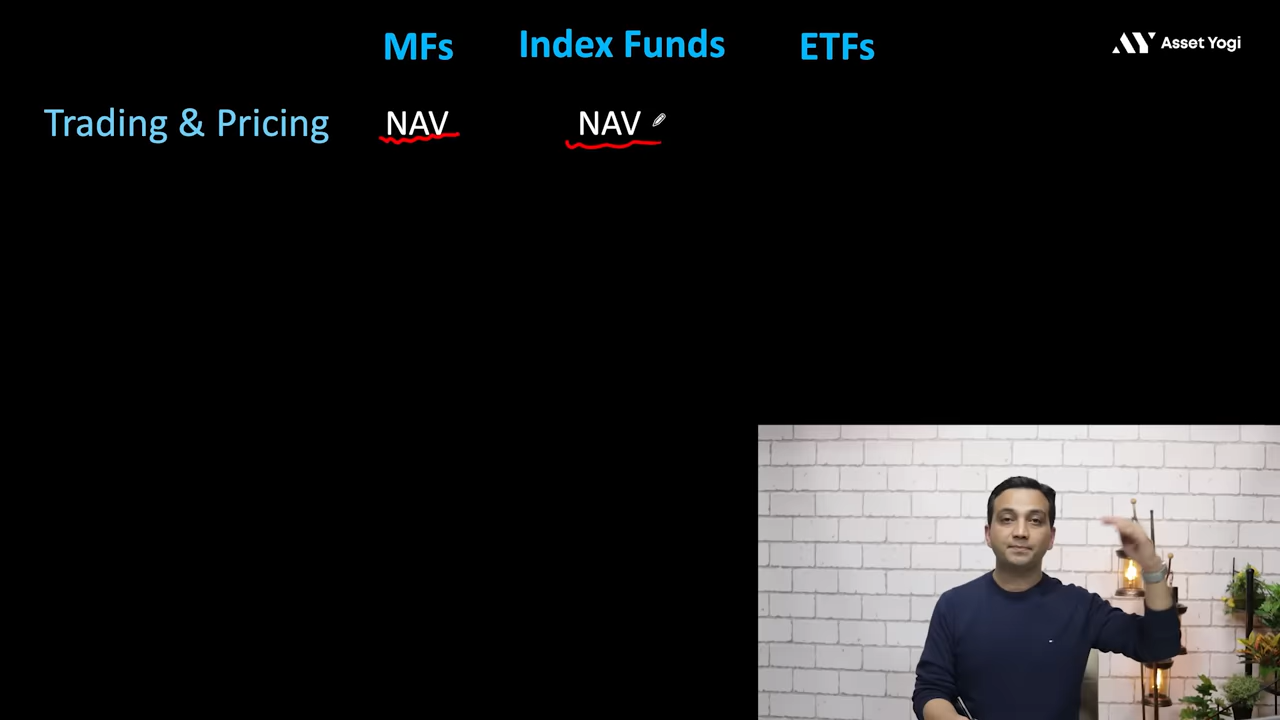 MFs Index Funds ETFs
Asset Yogi
Trading & Pricing NAV NAV